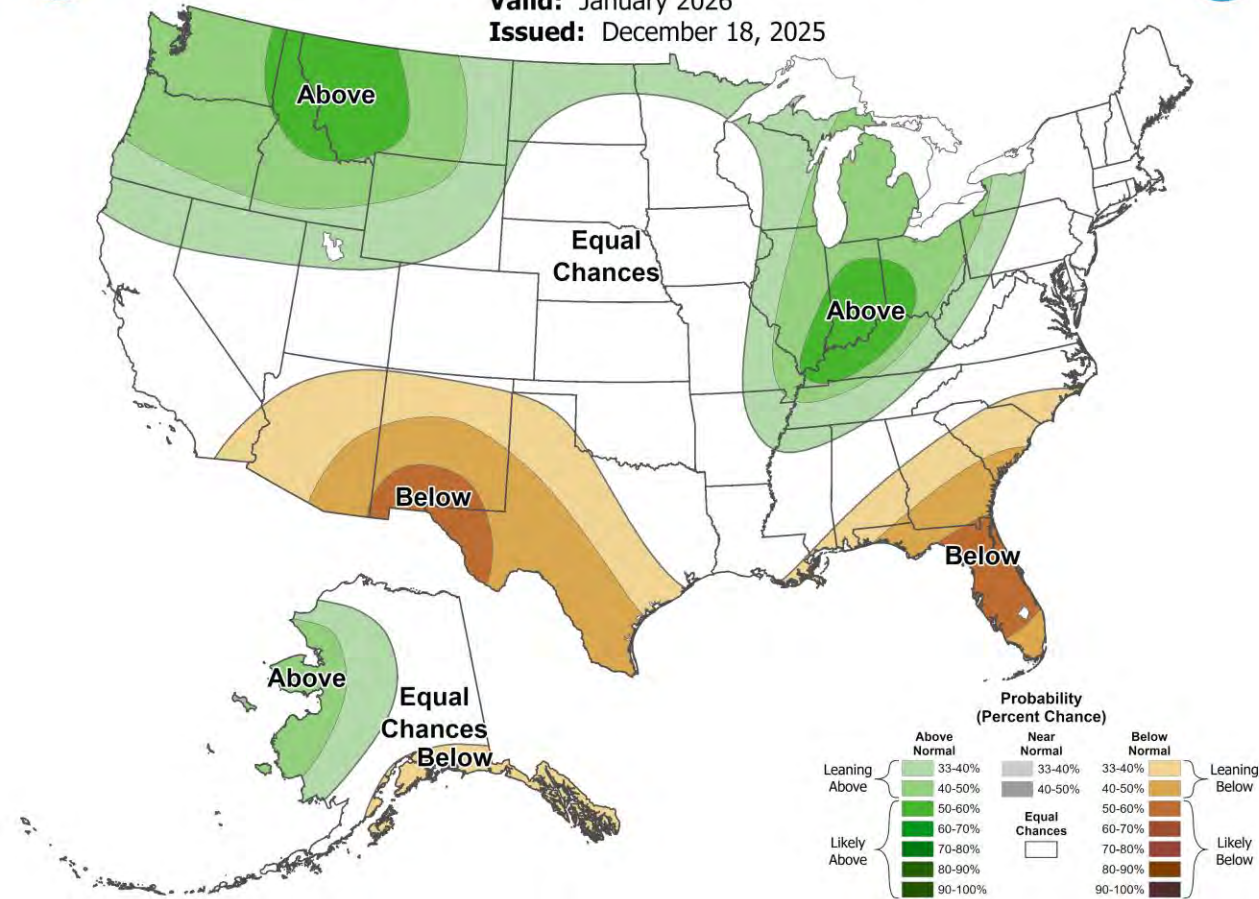 Valid: January 2026
Issued: December 18, 2025
Above
Equal
Chances
Above
Below
Below
Above
Equal
Chances
Below
Probability
(Percent Chance)
Above
Normal
Near
Normal
Below
Normal
Leaning
Above
33-40%
33-40%
33-40%
Leaning
Below
40-50%
40-50%
40-50%
Likely
Above
50-60%
Equal
Chances
50-60%
Likely
Below
60-70%
60-70%
70-80%
70-80%
80-90%
80-90%
90-100%
90-100%